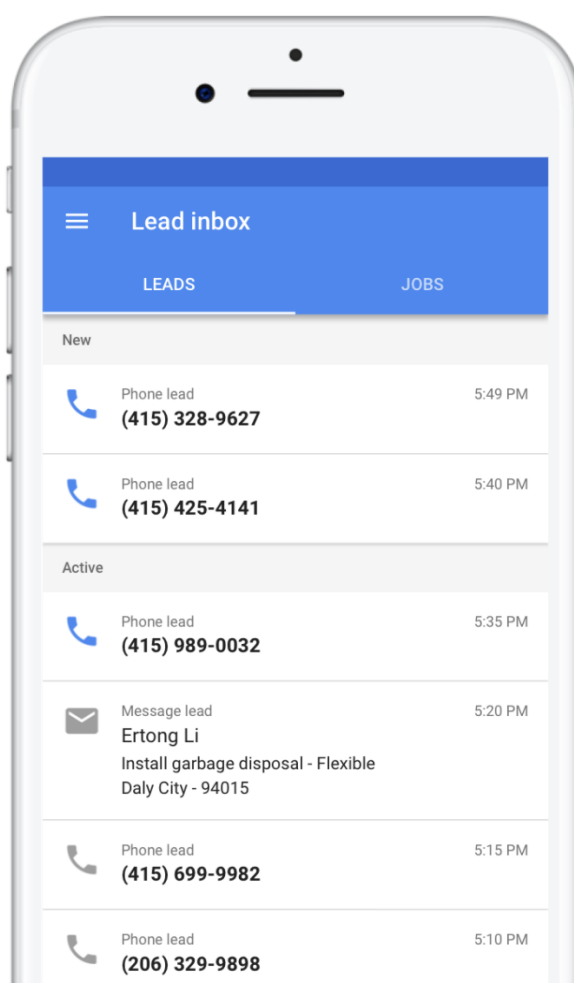 Lead inbox
LEADS JOBS
New
Phone lead 5:49 PM
(415) 328-9627
Phone lead 5:40 PM
(415) 425-4141
Active
Phone lead 5:35 PM
(415) 989-0032
Message lead 5:20 PM
Ertong Li
Install garbage disposal - Flexible
Daly City - 94015
Phone lead 5:15 PM
(415) 699-9982
Phone lead 5:10 PM
(206) 329-9898